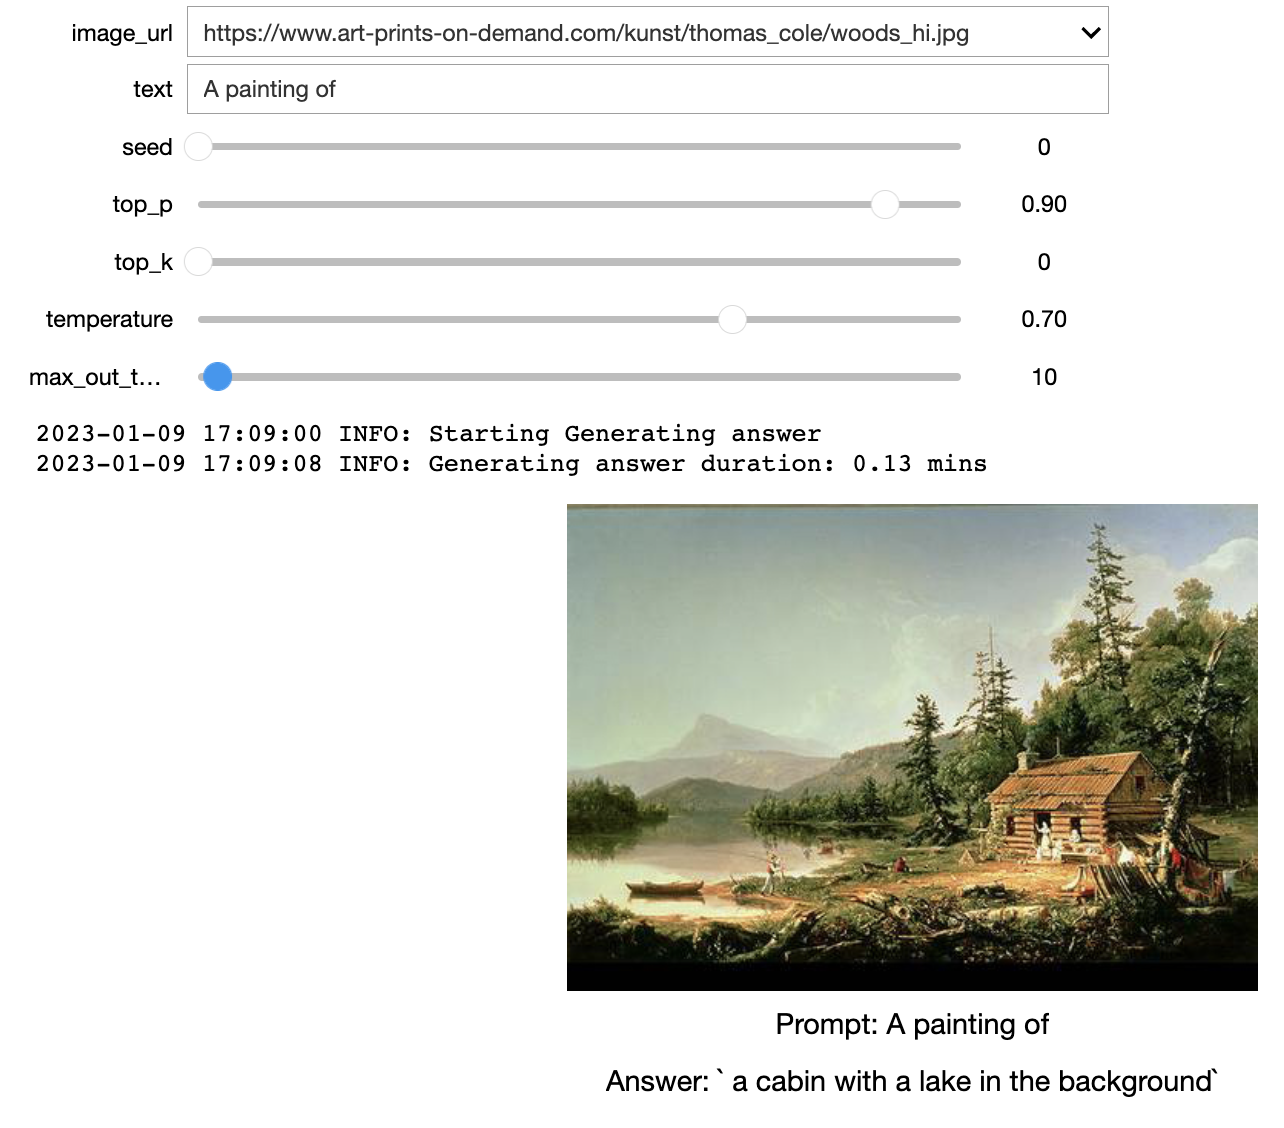 image_url https://www.art-prints-on-demand.com/kunst/thomas_cole/woods_hi.jpg
text A painting of
seed 0
top_p 0.90
top_k 0
temperature 0.70
max_out_t... 10
2023-01-09 17:09:00 INFO: Starting Generating answer
2023-01-09 17:09:08 INFO: Generating answer duration: 0.13 mins
Prompt: A painting of
Answer: ` a cabin with a lake in the background`